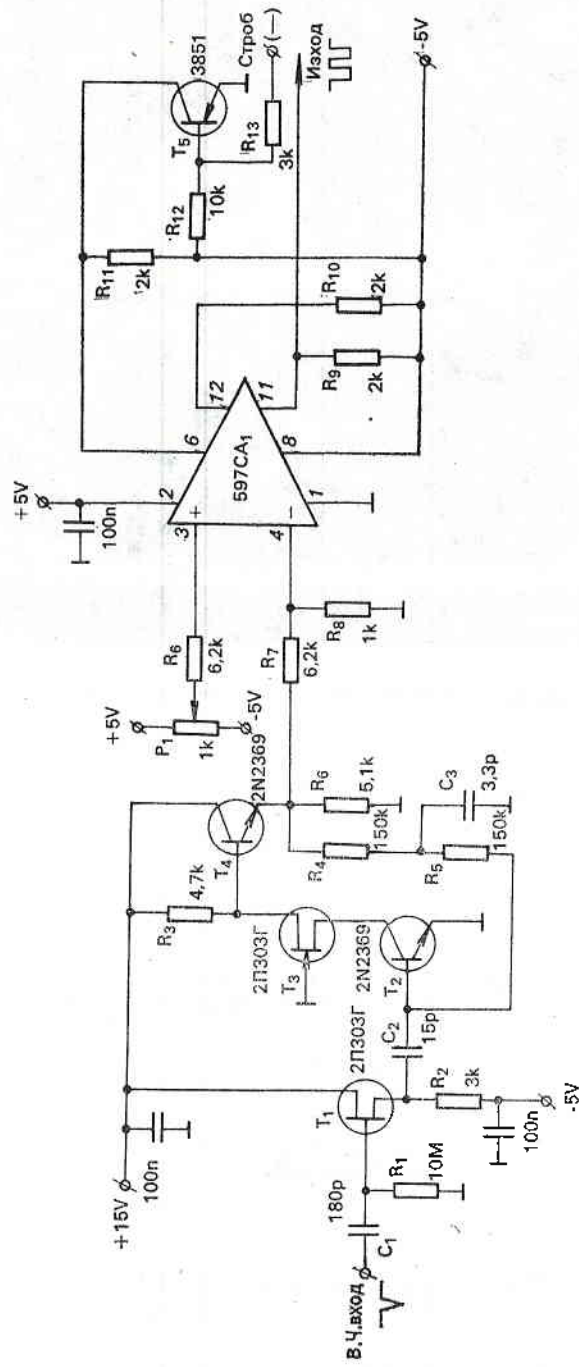 В.Ч.вход
C1
180p
R1
10M
+15V
100n
T1
2П303Г
C2
15p
R2
3k
100n
-5V
R3
4,7k
2П303Г
T3
2N2369
T2
T4
2N2369
R4
150k
R6
5,1k
R5
150k
C3
3,3p
+5V
P1
1k
-5V
R6
6,2k
R7
6,2k
R8
1k
+5V
100n
2
3
+
4
−
1
597CA1
6
12
11
8
R9
2k
R10
2k
R11
2k
R12
10k
T5
3851
R13
3k
Строб
(−)
Изход
-5V